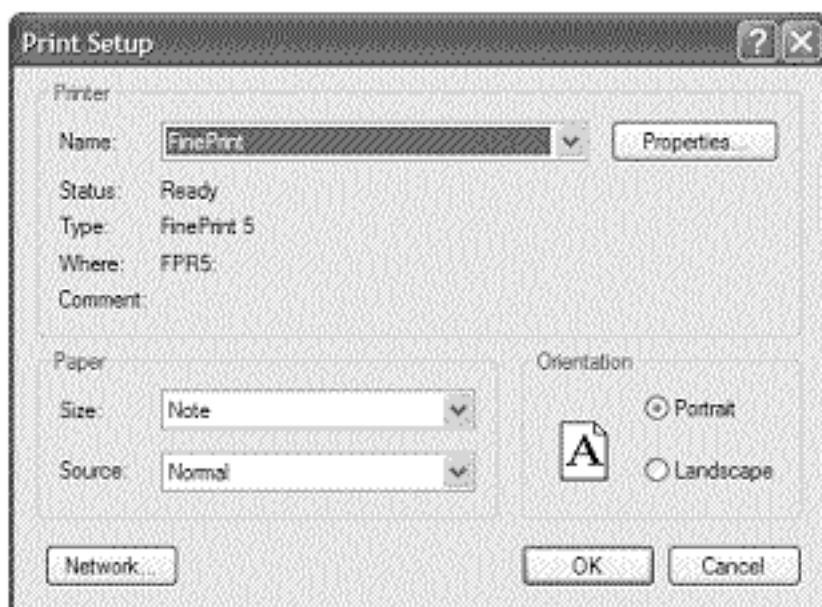 Print Setup
Printer
Name: FinePrint Properties...
Status: Ready
Type: FinePrint 5
Where: FPR5:
Comment:
Paper
Size: Note
Source: Normal
Orientation
A
Portrait
Landscape
Network... OK Cancel